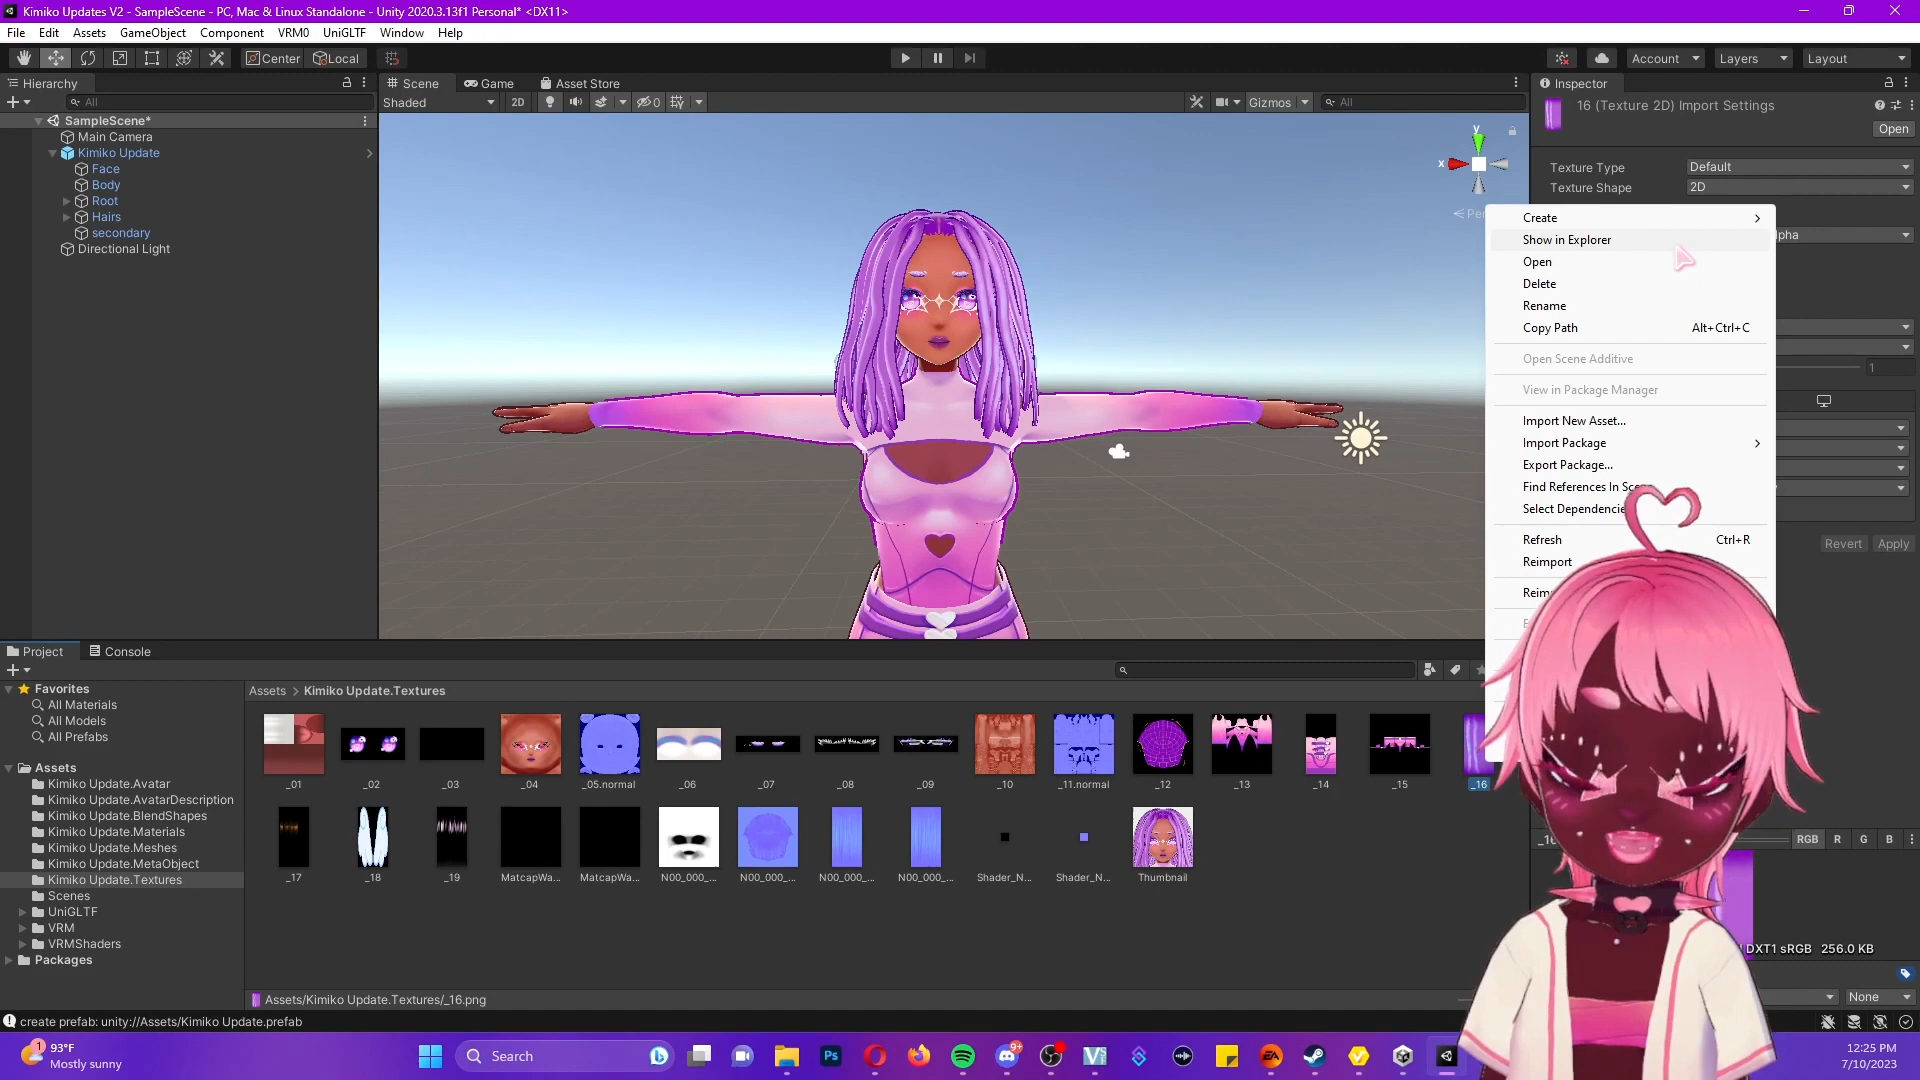 Kimiko Updates V2 - SampleScene - PC, Mac & Linux Standalone - Unity 2020.3.13f1 Personal* <DX11>
File Edit Assets GameObject Component VRM0 UniGLTF Window Help
Center Local Account Layers Layout
Hierarchy Scene Game Asset Store Inspector
All Shaded 2D 0 Gizmos All 16 (Texture 2D) Import Settings
Open
SampleScene*
Main Camera
Kimiko Update
Face
Body
Root
Hairs
secondary
Directional Light
y
x
Texture Type Default
Texture Shape 2D
Create
Show in Explorer
Open
Delete
Rename
Copy Path Alt+Ctrl+C
Open Scene Additive
View in Package Manager
Import New Asset...
Import Package
Export Package...
Find References In
Select
Refresh Ctrl+R
Reimport
1
Revert Apply
Project Console
Favorites
All Materials
All Models
All Prefabs
Assets
Kimiko Update.Avatar
Kimiko Update.AvatarDescription
Kimiko Update.BlendShapes
Kimiko Update.Materials
Kimiko Update.Meshes
Kimiko Update.MetaObject
Kimiko Update.Textures
Scenes
UniGLTF
VRM
VRMShaders
Packages
Assets > Kimiko Update.Textures
_01 _02 _03 _04 _05.normal _06 _07 _08 _09 _10 _11.normal _12 _13 _14 _15 _16
_17 _18 _19 MatcapWa... MatcapWa... N00_000_... N00_000_... N00_000_... N00_000_... Shader_N... Shader_N... Thumbnail
RGB R G B
DXT1 sRGB 256.0 KB
None
Assets/Kimiko Update.Textures/_16.png
create prefab: unity://Assets/Kimiko Update.prefab
1
93°F
Mostly sunny
Search
Ps
9+
EA
12:25 PM
7/10/2023